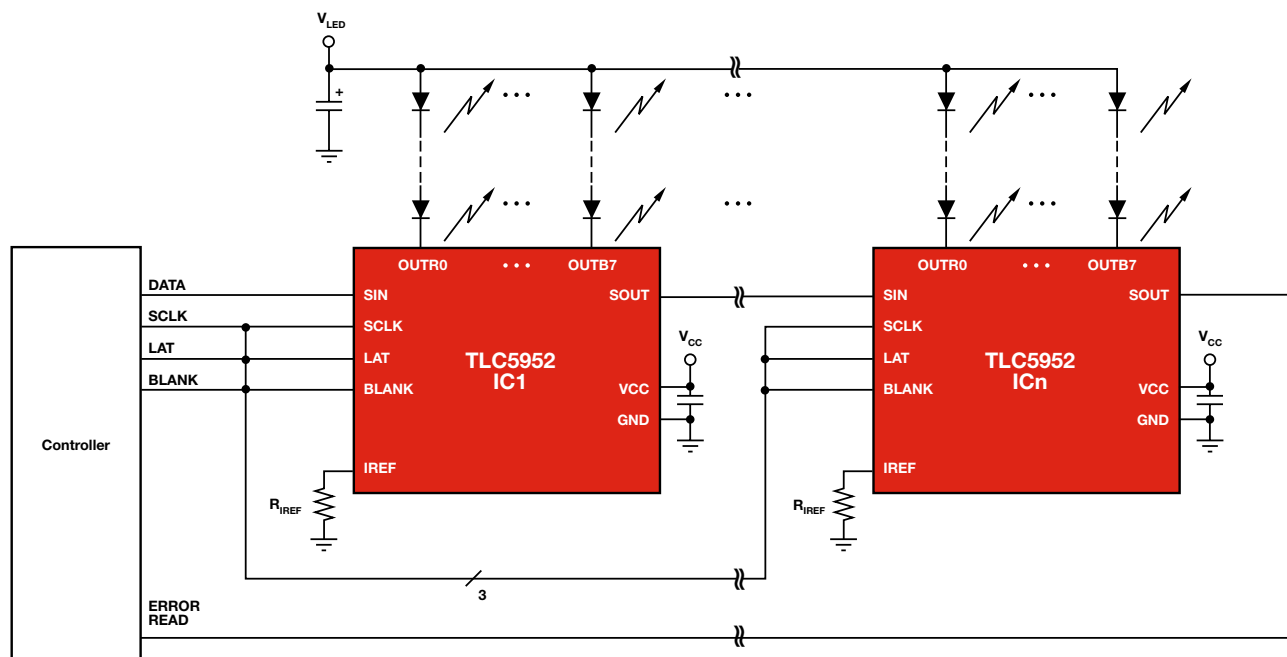 VLED
+
OUTR0 ••• OUTB7
OUTR0 ••• OUTB7
Controller
DATA
SCLK
LAT
BLANK
SIN
SCLK
LAT
BLANK
IREF
SOUT
VCC
GND
TLC5952
IC1
VCC
RIREF
SIN
SCLK
LAT
BLANK
IREF
SOUT
VCC
GND
TLC5952
ICn
VCC
RIREF
3
ERROR
READ